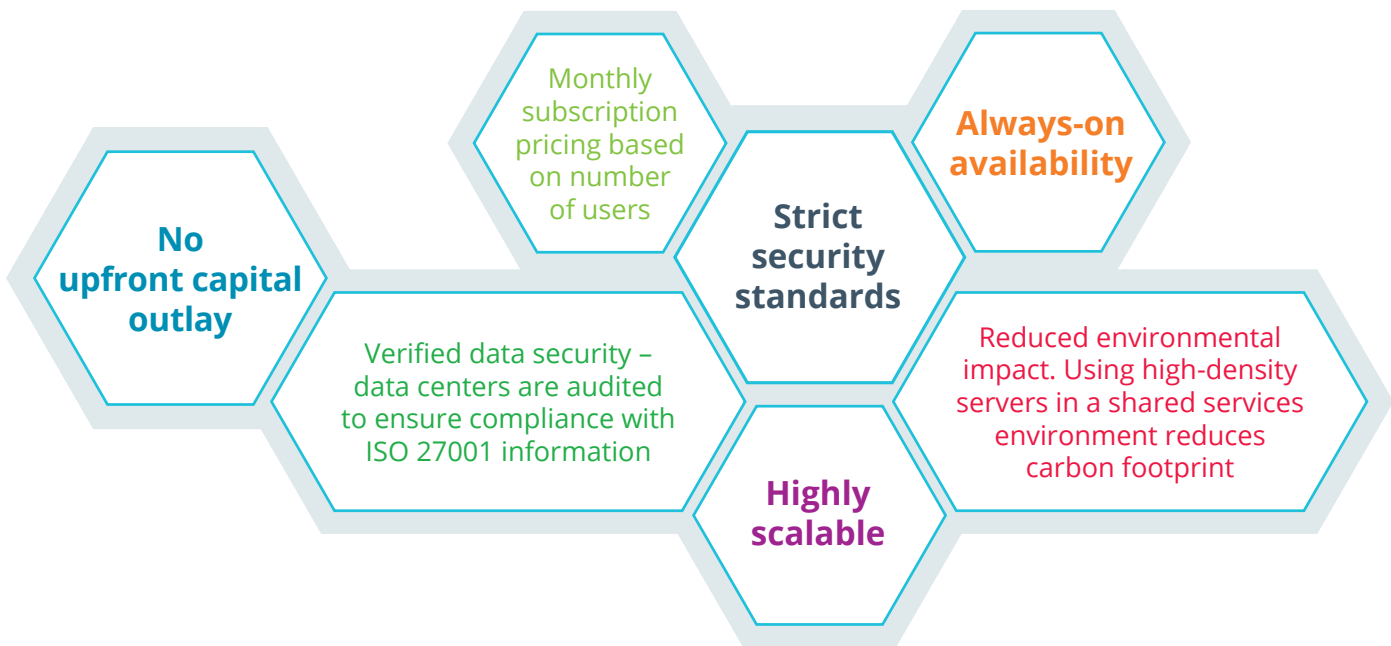 No
upfront capital
outlay
Monthly
subscription
pricing based
on number
of users
Verified data security –
data centers are audited
to ensure compliance with
ISO 27001 information
Strict
security
standards
Always-on
availability
Highly
scalable
Reduced environmental
impact. Using high-density
servers in a shared services
environment reduces
carbon footprint